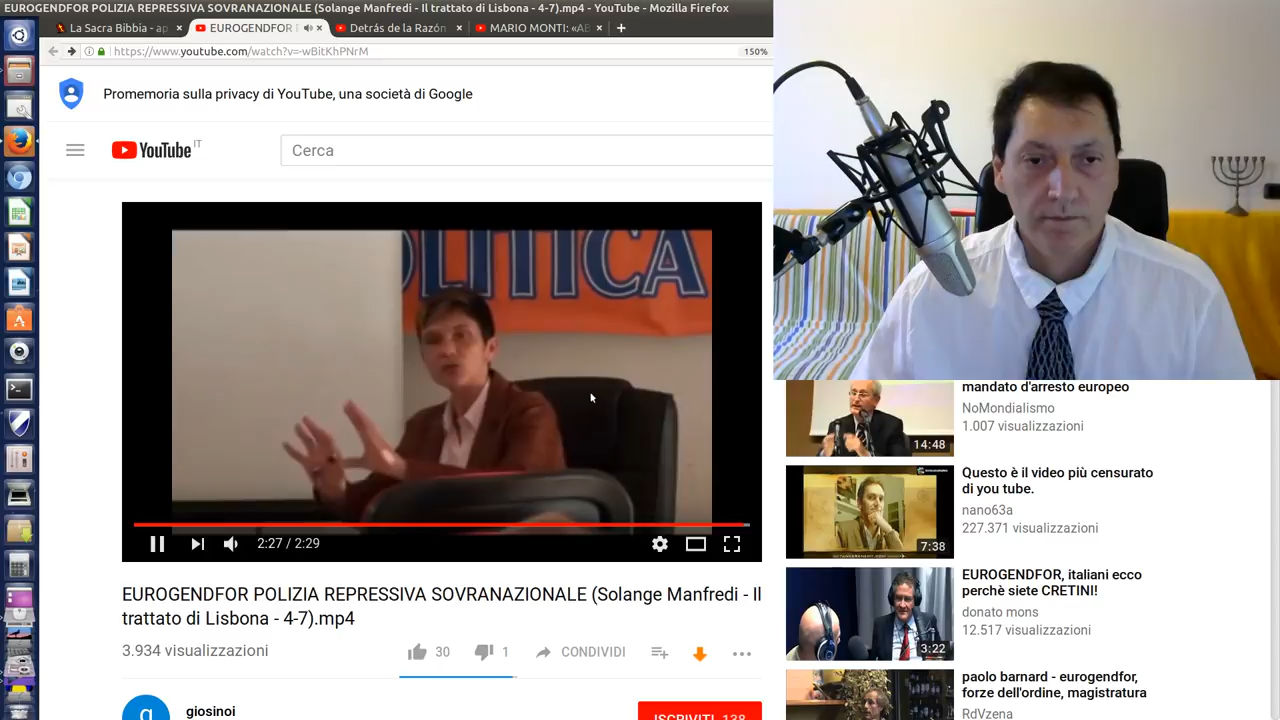 EUROGENDFOR POLIZIA REPRESSIVA SOVRANAZIONALE (Solange Manfredi - Il trattato di Lisbona - 4-7).mp4 - YouTube - Mozilla Firefox
La Sacra Bibbia - ap
EUROGENDFOR
Detrás de la Razón
MARIO MONTI: «AB
https://www.youtube.com/watch?v=-wBitKhPNrM
150%
Promemoria sulla privacy di YouTube, una società di Google
YouTube IT
Cerca
OLITICA
2:27 / 2:29
EUROGENDFOR POLIZIA REPRESSIVA SOVRANAZIONALE (Solange Manfredi - Il
trattato di Lisbona - 4-7).mp4
3.934 visualizzazioni
30
1
CONDIVIDI
giosinoi
ISCRIVITI 138
mandato d'arresto europeo
NoMondialismo
1.007 visualizzazioni
14:48
Questo è il video più censurato
di you tube.
nano63a
227.371 visualizzazioni
7:38
EUROGENDFOR, italiani ecco
perchè siete CRETINI!
donato mons
12.517 visualizzazioni
3:22
paolo barnard - eurogendfor,
forze dell'ordine, magistratura
RdVzena